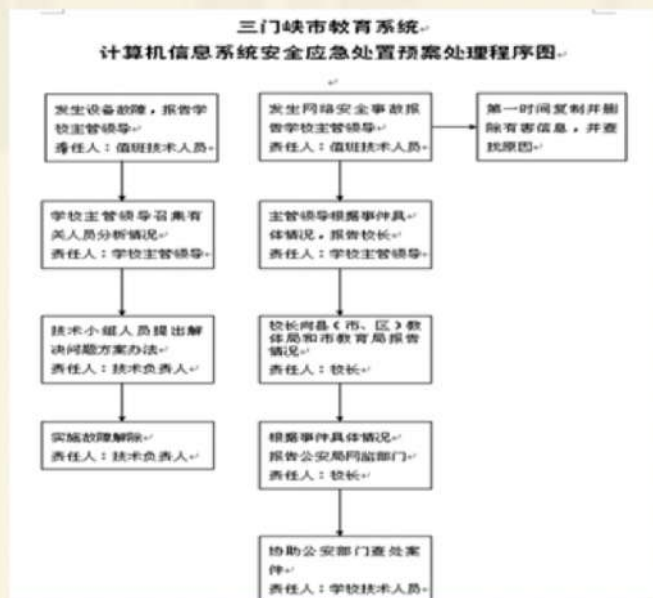 三门峡市教育系统
计算机信息系统安全应急处置预案处理程序图
发生设备故障，报告学
校主管领导
责任人：值班技术人员
学校主管领导召集有
关人员分析情况
责任人：学校主管领导
技术小组人员提出解
决问题方案办法
责任人：技术负责人
实施故障解除
责任人：技术负责人
发生网络安全事故报
告学校主管领导
责任人：值班技术人员
主管领导根据事件具
体情况，报告校长
责任人：学校主管领导
校长向县（市、区）教
体局和市教育局报告
情况
责任人：校长
根据事件具体情况
报告公安局网监部门
责任人：校长
协助公安部门查处案
件
责任人：学校技术人员
第一时间复制并删
除有害信息，并查
找原因